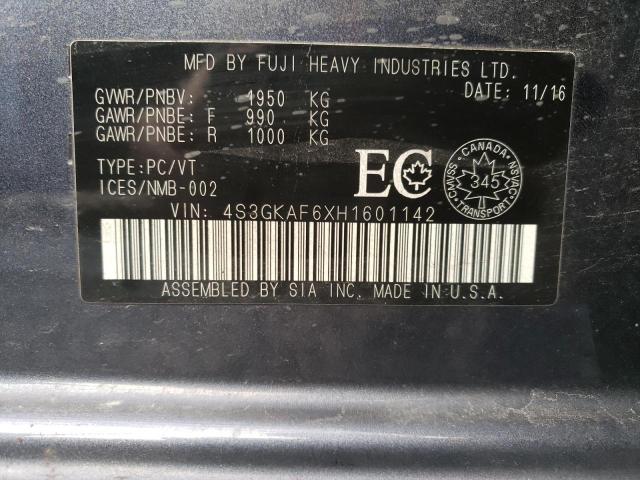 MFD BY FUJI HEAVY INDUSTRIES LTD.
DATE: 11/16
GVWR/PNBV: 1950 KG
GAWR/PNBE: F 990 KG
GAWR/PNBE: R 1000 KG
TYPE:PC/VT
ICES/NMB-002
EC
CANADA
CMVSS
NSVAC
345
TRANSPORT
VIN: 4S3GKAF6XH1601142
ASSEMBLED BY SIA INC. MADE IN U.S.A.